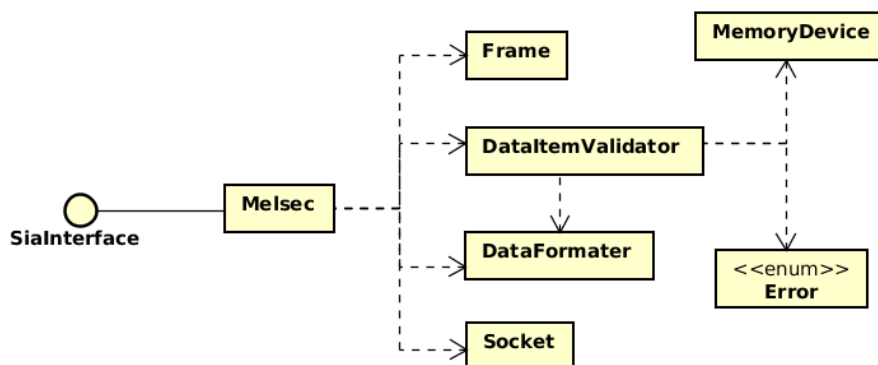 MemoryDevice
Frame
DataItemValidator
Melsec
SiaInterface
DataFormater
<<enum>>
Error
Socket